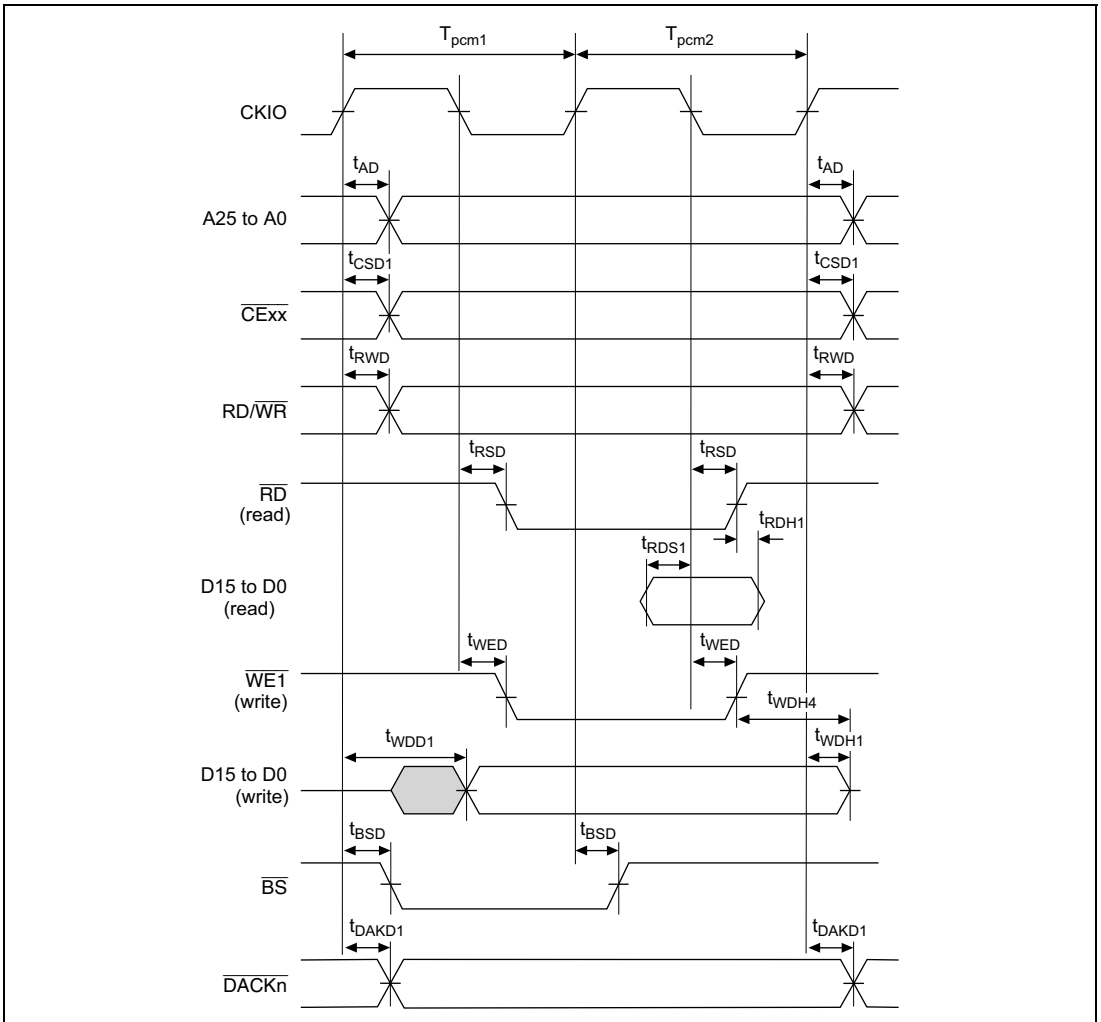 Tpcm1 Tpcm2
CKIO
tAD tAD
A25 to A0
tCSD1 tCSD1
CExx
tRWD tRWD
RD/WR
tRSD tRSD
RD
(read)
tRDH1
tRDS1
D15 to D0
(read)
tWED tWED
WE1
(write)
tWDH4
tWDD1 tWDH1
D15 to D0
(write)
tBSD tBSD
BS
tDAKD1 tDAKD1
DACKn